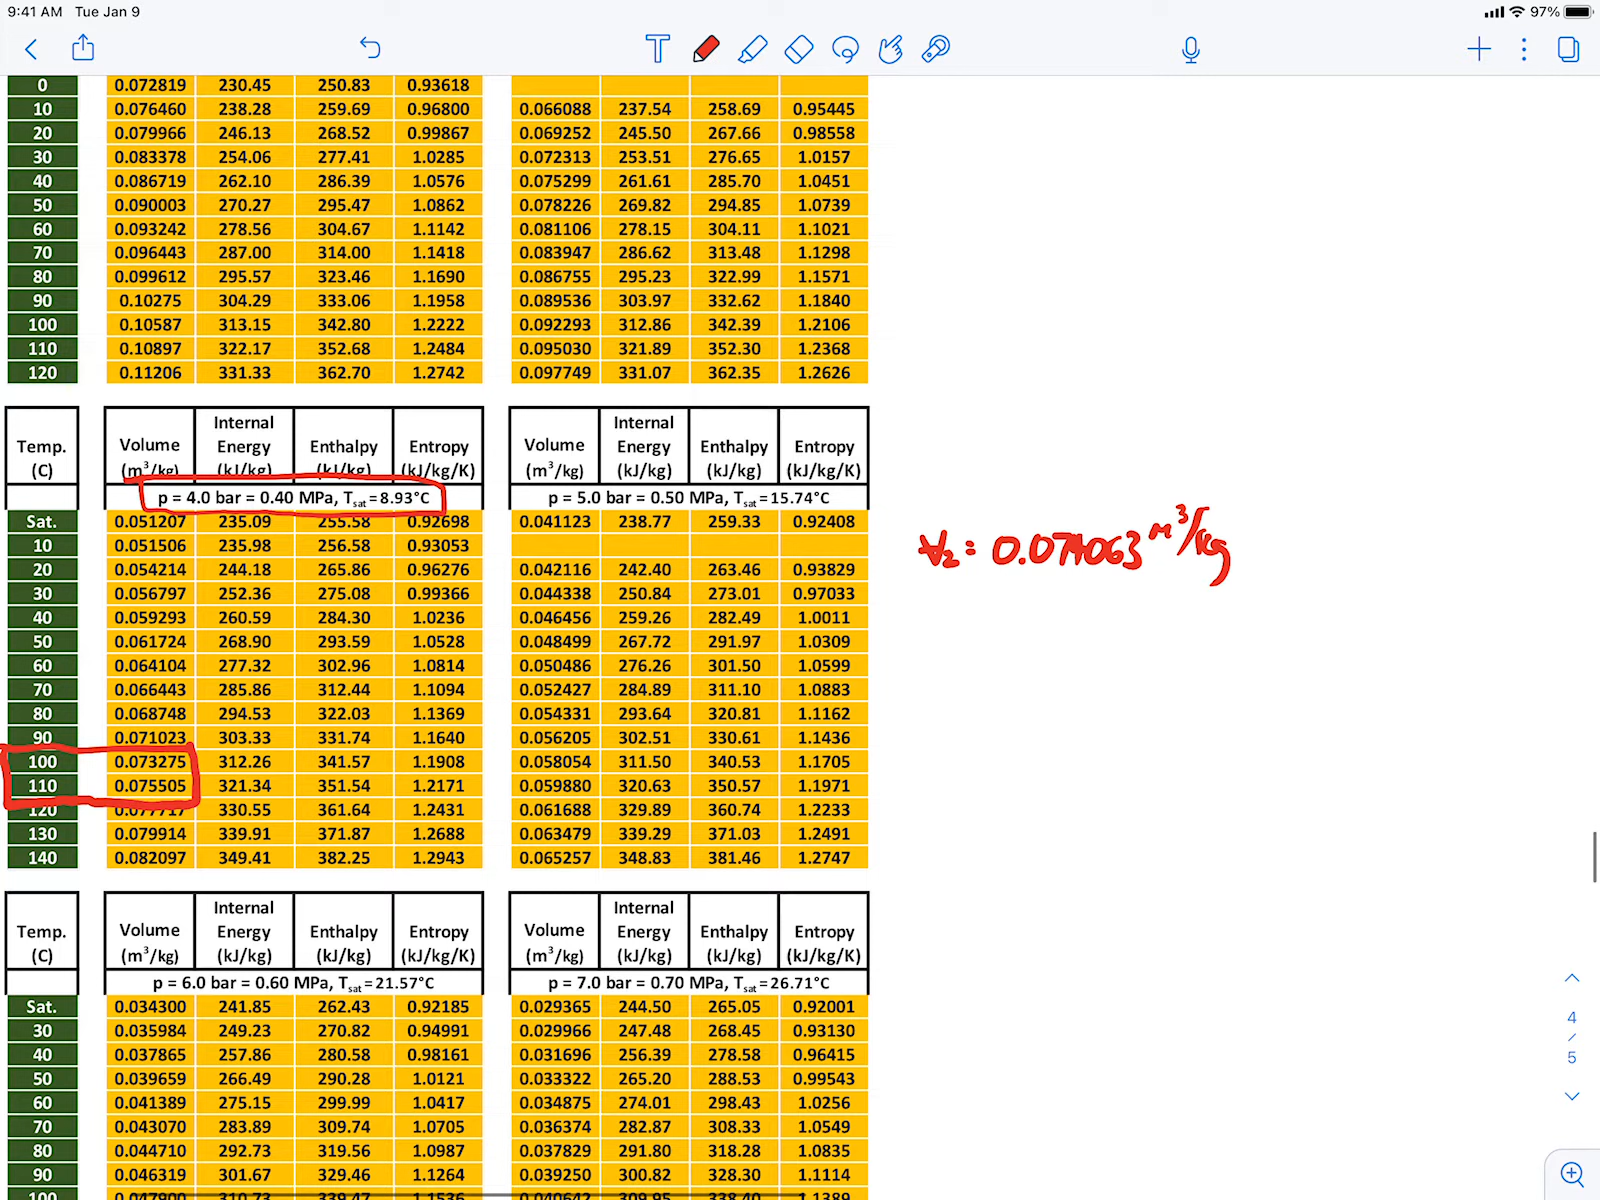 9:41 AM Tue Jan 9 97%
T
0 0.072819 230.45 250.83 0.93618
10 0.076460 238.28 259.69 0.96800 0.066088 237.54 258.69 0.95445
20 0.079966 246.13 268.52 0.99867 0.069252 245.50 267.66 0.98558
30 0.083378 254.06 277.41 1.0285 0.072313 253.51 276.65 1.0157
40 0.086719 262.10 286.39 1.0576 0.075299 261.61 285.70 1.0451
50 0.090003 270.27 295.47 1.0862 0.078226 269.82 294.85 1.0739
60 0.093242 278.56 304.67 1.1142 0.081106 278.15 304.11 1.1021
70 0.096443 287.00 314.00 1.1418 0.083947 286.62 313.48 1.1298
80 0.099612 295.57 323.46 1.1690 0.086755 295.23 322.99 1.1571
90 0.10275 304.29 333.06 1.1958 0.089536 303.97 332.62 1.1840
100 0.10587 313.15 342.80 1.2222 0.092293 312.86 342.39 1.2106
110 0.10897 322.17 352.68 1.2484 0.095030 321.89 352.30 1.2368
120 0.11206 331.33 362.70 1.2742 0.097749 331.07 362.35 1.2626
Internal Internal
Temp. Volume Energy Enthalpy Entropy Volume Energy Enthalpy Entropy
(C) (m³/kg) (kJ/kg) (kJ/kg) (kJ/kg/K) (m³/kg) (kJ/kg) (kJ/kg) (kJ/kg/K)
p = 4.0 bar = 0.40 MPa, Tsat = 8.93°C p = 5.0 bar = 0.50 MPa, Tsat = 15.74°C
Sat. 0.051207 235.09 255.58 0.92698 0.041123 238.77 259.33 0.92408
10 0.051506 235.98 256.58 0.93053
20 0.054214 244.18 265.86 0.96276 0.042116 242.40 263.46 0.93829
30 0.056797 252.36 275.08 0.99366 0.044338 250.84 273.01 0.97033
40 0.059293 260.59 284.30 1.0236 0.046456 259.26 282.49 1.0011
50 0.061724 268.90 293.59 1.0528 0.048499 267.72 291.97 1.0309
60 0.064104 277.32 302.96 1.0814 0.050486 276.26 301.50 1.0599
70 0.066443 285.86 312.44 1.1094 0.052427 284.89 311.10 1.0883
80 0.068748 294.53 322.03 1.1369 0.054331 293.64 320.81 1.1162
90 0.071023 303.33 331.74 1.1640 0.056205 302.51 330.61 1.1436
100 0.073275 312.26 341.57 1.1908 0.058054 311.50 340.53 1.1705
110 0.075505 321.34 351.54 1.2171 0.059880 320.63 350.57 1.1971
120 0.077717 330.55 361.64 1.2431 0.061688 329.89 360.74 1.2233
130 0.079914 339.91 371.87 1.2688 0.063479 339.29 371.03 1.2491
140 0.082097 349.41 382.25 1.2943 0.065257 348.83 381.46 1.2747
V₂ = 0.074063 m³/kg
Internal Internal
Temp. Volume Energy Enthalpy Entropy Volume Energy Enthalpy Entropy
(C) (m³/kg) (kJ/kg) (kJ/kg) (kJ/kg/K) (m³/kg) (kJ/kg) (kJ/kg) (kJ/kg/K)
p = 6.0 bar = 0.60 MPa, Tsat = 21.57°C p = 7.0 bar = 0.70 MPa, Tsat = 26.71°C
Sat. 0.034300 241.85 262.43 0.92185 0.029365 244.50 265.05 0.92001
30 0.035984 249.23 270.82 0.94991 0.029966 247.48 268.45 0.93130
40 0.037865 257.86 280.58 0.98161 0.031696 256.39 278.58 0.96415
50 0.039659 266.49 290.28 1.0121 0.033322 265.20 288.53 0.99543
60 0.041389 275.15 299.99 1.0417 0.034875 274.01 298.43 1.0256
70 0.043070 283.89 309.74 1.0705 0.036374 282.87 308.33 1.0549
80 0.044710 292.73 319.56 1.0987 0.037829 291.80 318.28 1.0835
90 0.046319 301.67 329.46 1.1264 0.039250 300.82 328.30 1.1114
100 0.047900 310.73 339.47 1.1536 0.040642 309.95 338.40 1.1389
4
/
5